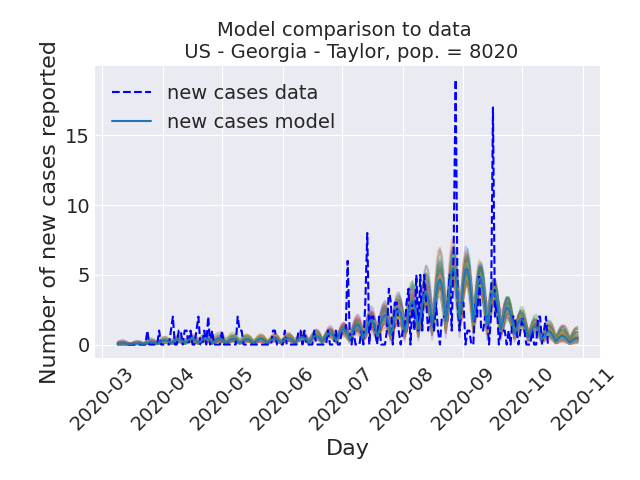 Model comparison to data
US - Georgia - Taylor, pop. = 8020
new cases data
new cases model
Number of new cases reported
15
10
5
0
2020-03
2020-04
2020-05
2020-06
2020-07
2020-08
2020-09
2020-10
2020-11
Day